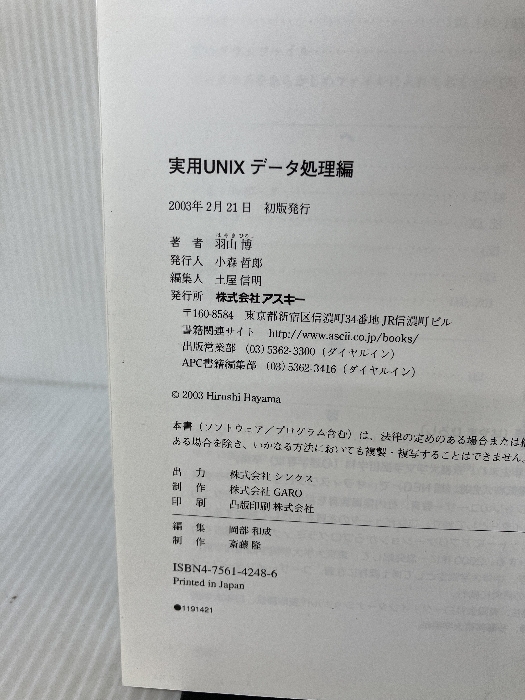 実用UNIX データ処理編
2003年2月21日 初版発行
はやまひろし
著者 羽山 博
発行人 小森 哲郎
編集人 土屋 信明
発行所 株式会社アスキー
〒160-8584 東京都新宿区信濃町34番地 JR信濃町ビル
書籍関連サイト http://www.ascii.co.jp/books/
出版営業部 (03) 5362-3300 (ダイヤルイン)
APC書籍編集部 (03) 5362-3416 (ダイヤルイン)
© 2003 Hiroshi Hayama
本書(ソフトウェア/プログラム含む)は、法律の定めのある場合または
ある場合を除き、いかなる方法においても複製・複写することはできません。
出力 株式会社 シンクス
制作 株式会社 GARO
印刷 凸版印刷 株式会社
編集 岡部 和成
制作 斎藤 隆
ISBN4-7561-4248-6
Printed in Japan
●1191421